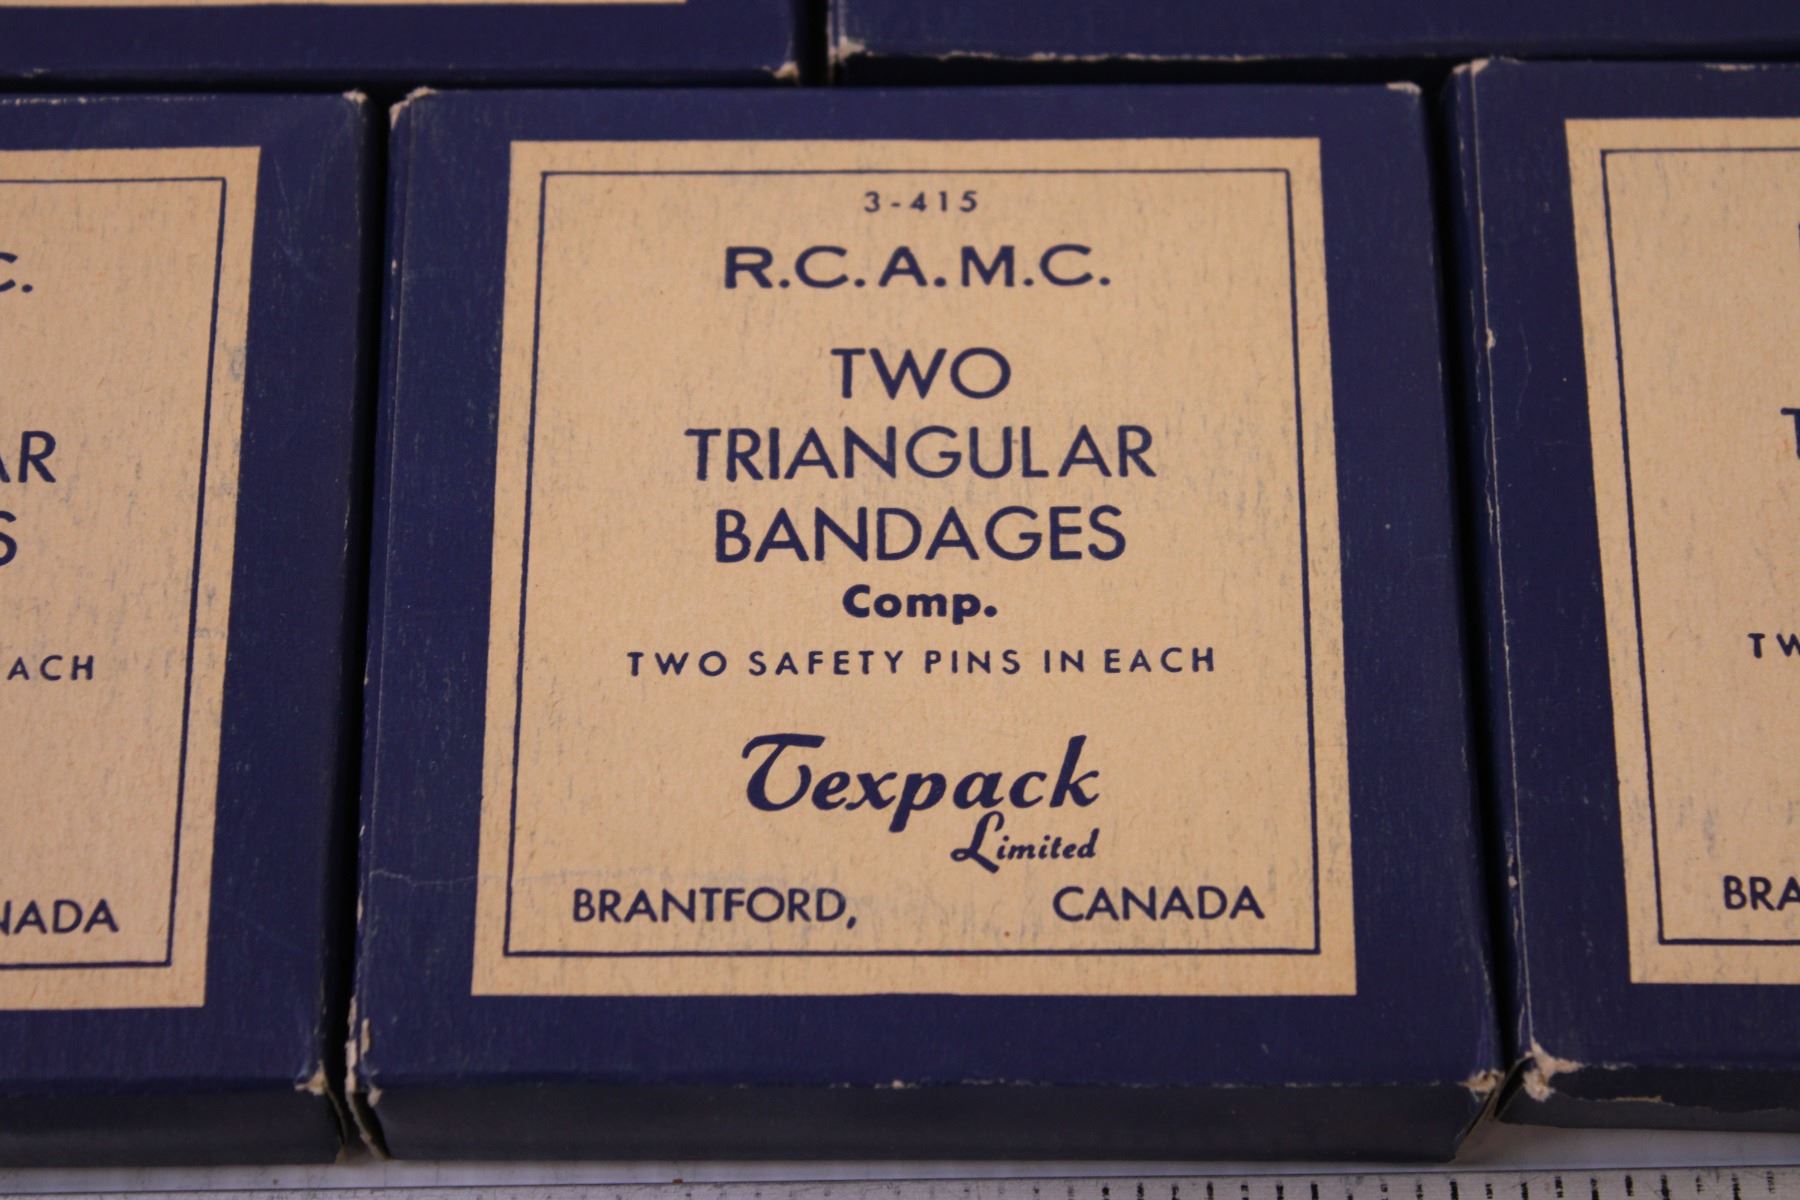 3-415
R.C.A.M.C.
TWO
TRIANGULAR
BANDAGES
Comp.
TWO SAFETY PINS IN EACH
Texpack
Limited
BRANTFORD, CANADA